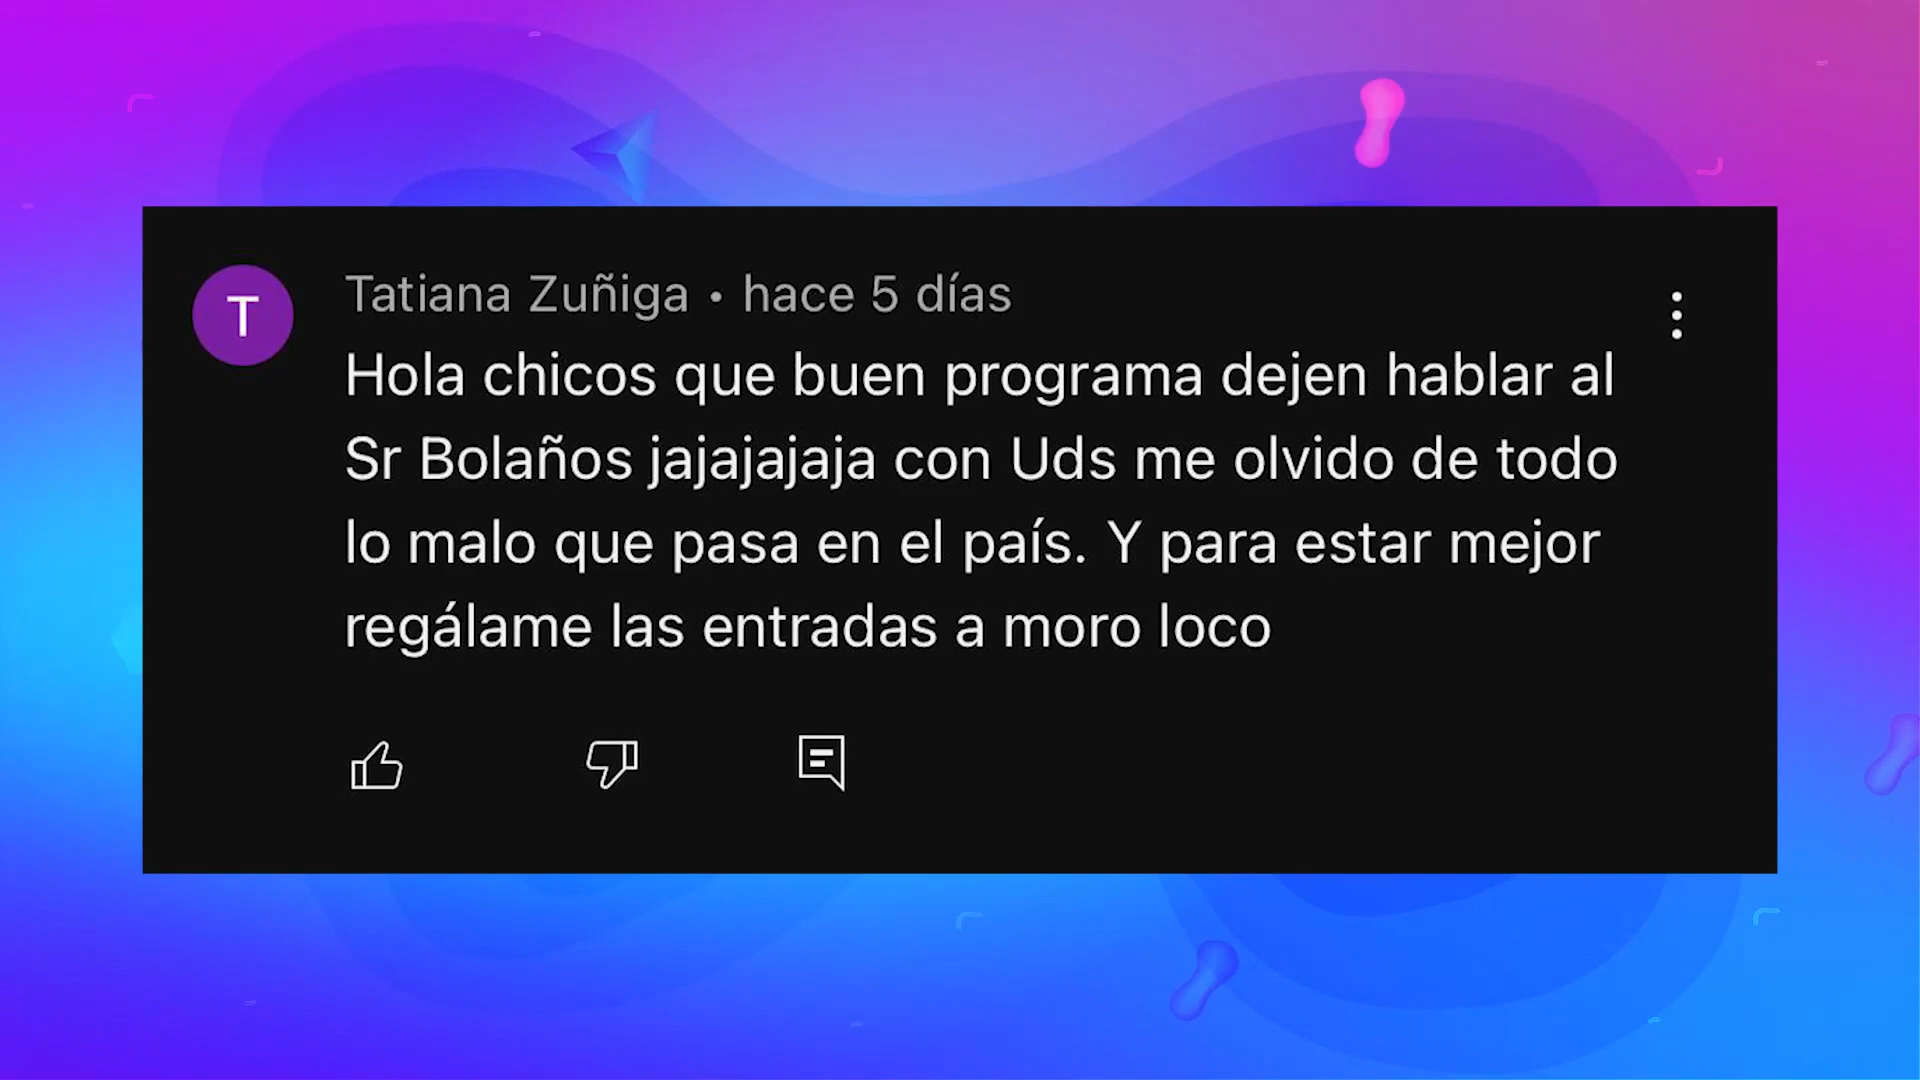 T
Tatiana Zuñiga • hace 5 días
Hola chicos que buen programa dejen hablar al
Sr Bolaños jajajajaja con Uds me olvido de todo
lo malo que pasa en el país. Y para estar mejor
regálame las entradas a moro loco